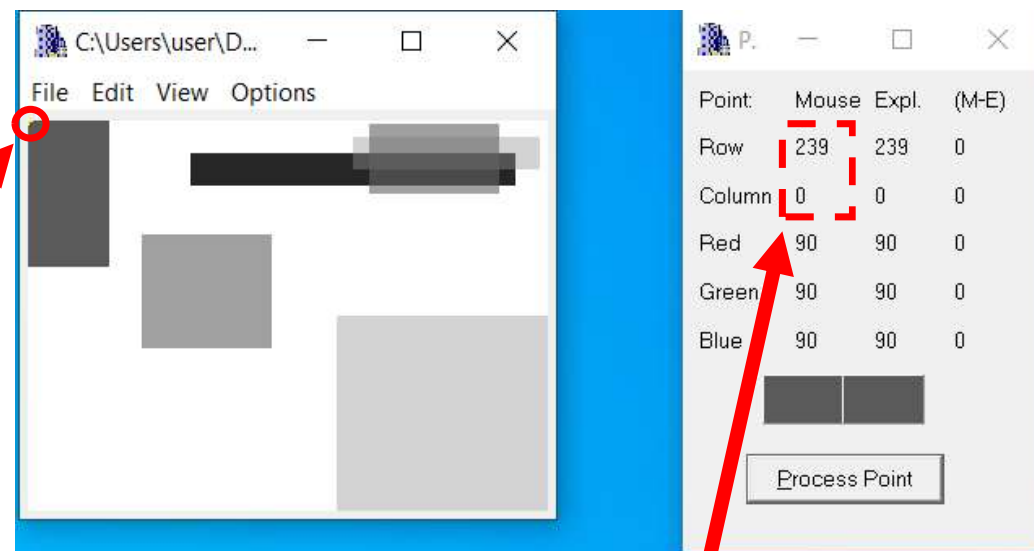 C:\Users\user\D...
File Edit View Options
P.
Point: Mouse Expl. (M-E)
Row 239 239 0
Column 0 0 0
Red 90 90 0
Green 90 90 0
Blue 90 90 0
Process Point